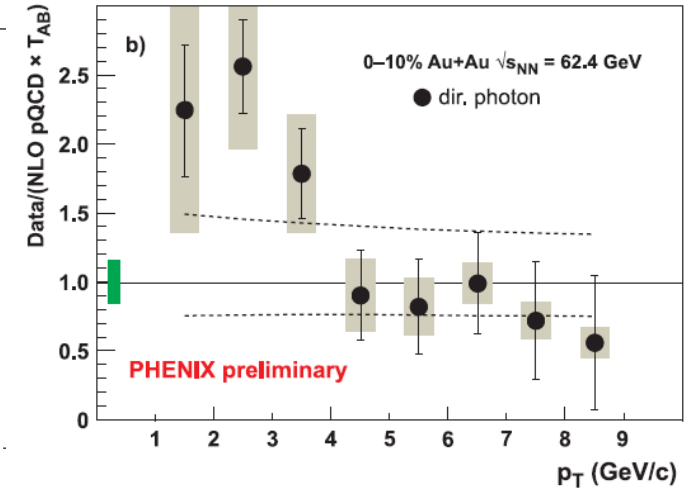 b)
0–10% Au+Au √sNN = 62.4 GeV
dir. photon
Data/(NLO pQCD × TAB)
2.5
2.0
1.5
1.0
0.5
0
PHENIX preliminary
1 2 3 4 5 6 7 8 9
pT (GeV/c)